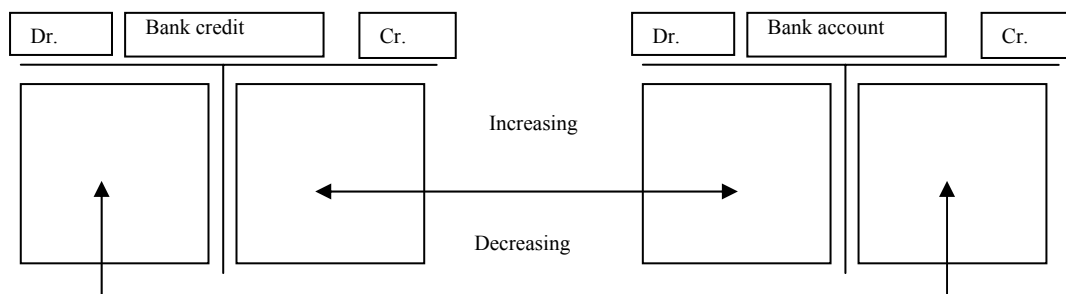 Dr.
Bank credit
Cr.
Dr.
Bank account
Cr.
Increasing
Decreasing